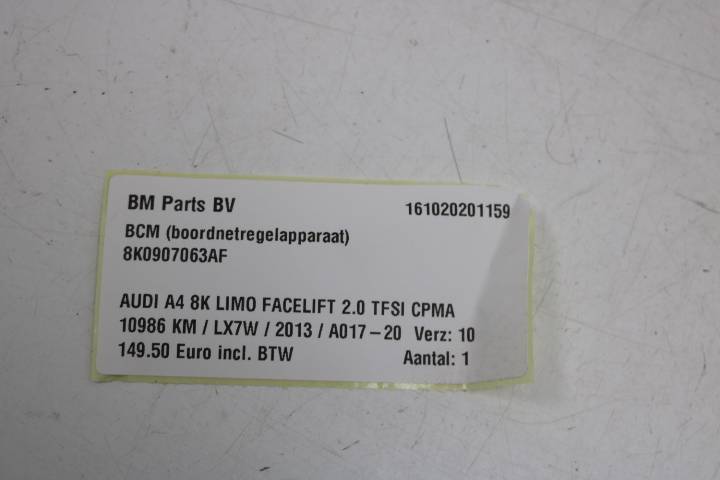 BM Parts BV 161020201159
BCM (boordnetregelapparaat)
8K0907063AF
AUDI A4 8K LIMO FACELIFT 2.0 TFSI CPMA
10986 KM / LX7W / 2013 / A017-20 Verz: 10
149.50 Euro incl. BTW Aantal: 1